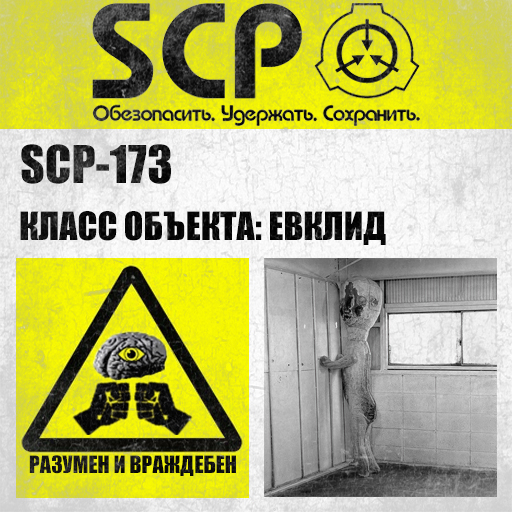 SCP
Обезопасить. Удержать. Сохранить.
SCP-173
КЛАСС ОБЪЕКТА: ЕВКЛИД
РАЗУМЕН И ВРАЖДЕБЕН